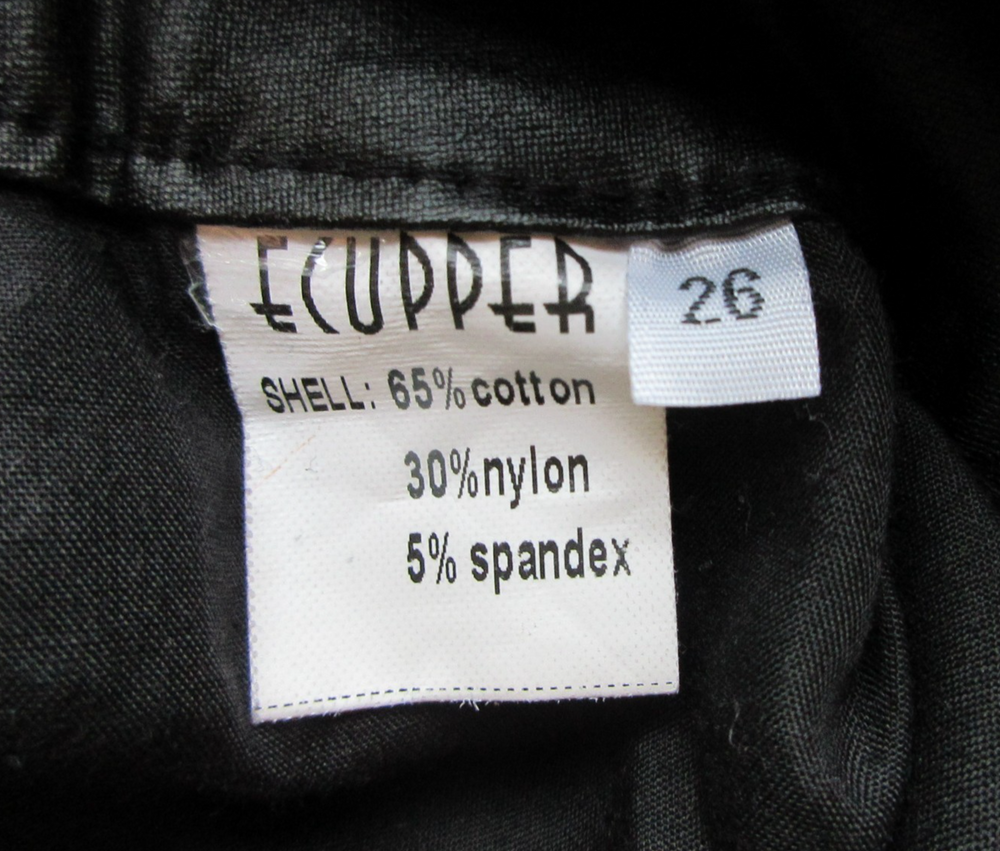 ECUPPER
26
SHELL: 65% cotton
30% nylon
5% spandex